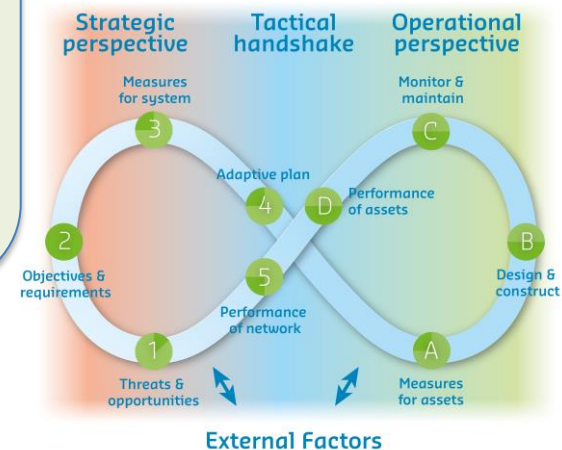 Strategic
perspective
Tactical
handshake
Operational
perspective
Measures
for system
3
Monitor &
maintain
C
Adaptive plan
4
D
Performance
of assets
2
Objectives &
requirements
B
Design &
construct
5
Performance
of network
1
Threats &
opportunities
A
Measures
for assets
External Factors